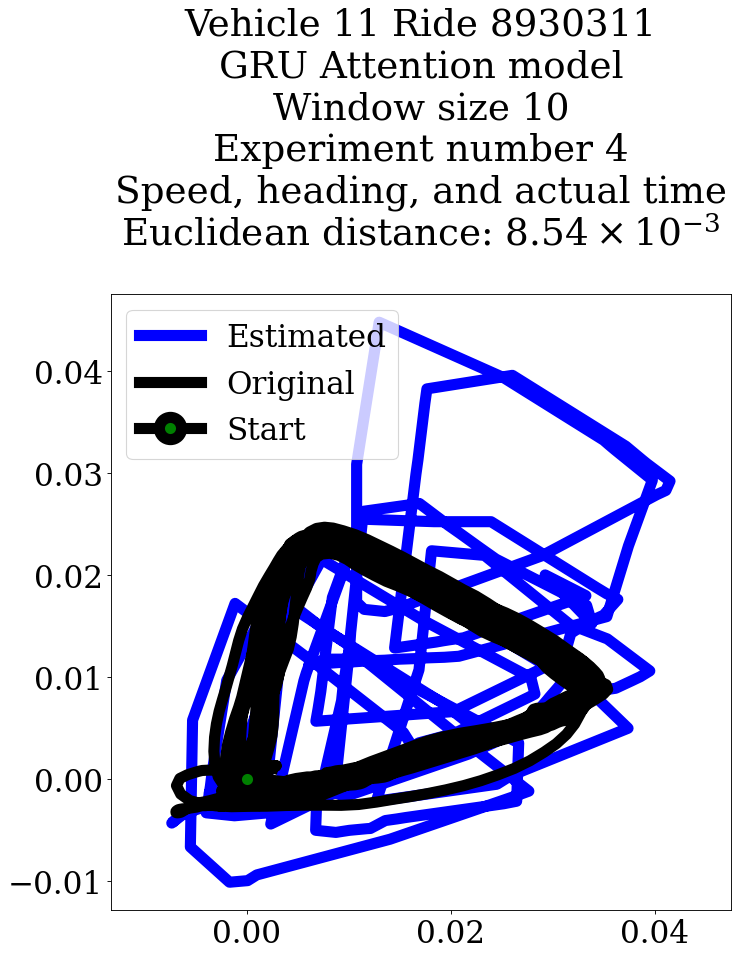 Vehicle 11 Ride 8930311
GRU Attention model
Window size 10
Experiment number 4
Speed, heading, and actual time
Euclidean distance: 8.54 × 10⁻³
Estimated
Original
Start
0.04
0.03
0.02
0.01
0.00
−0.01
0.00 0.02 0.04